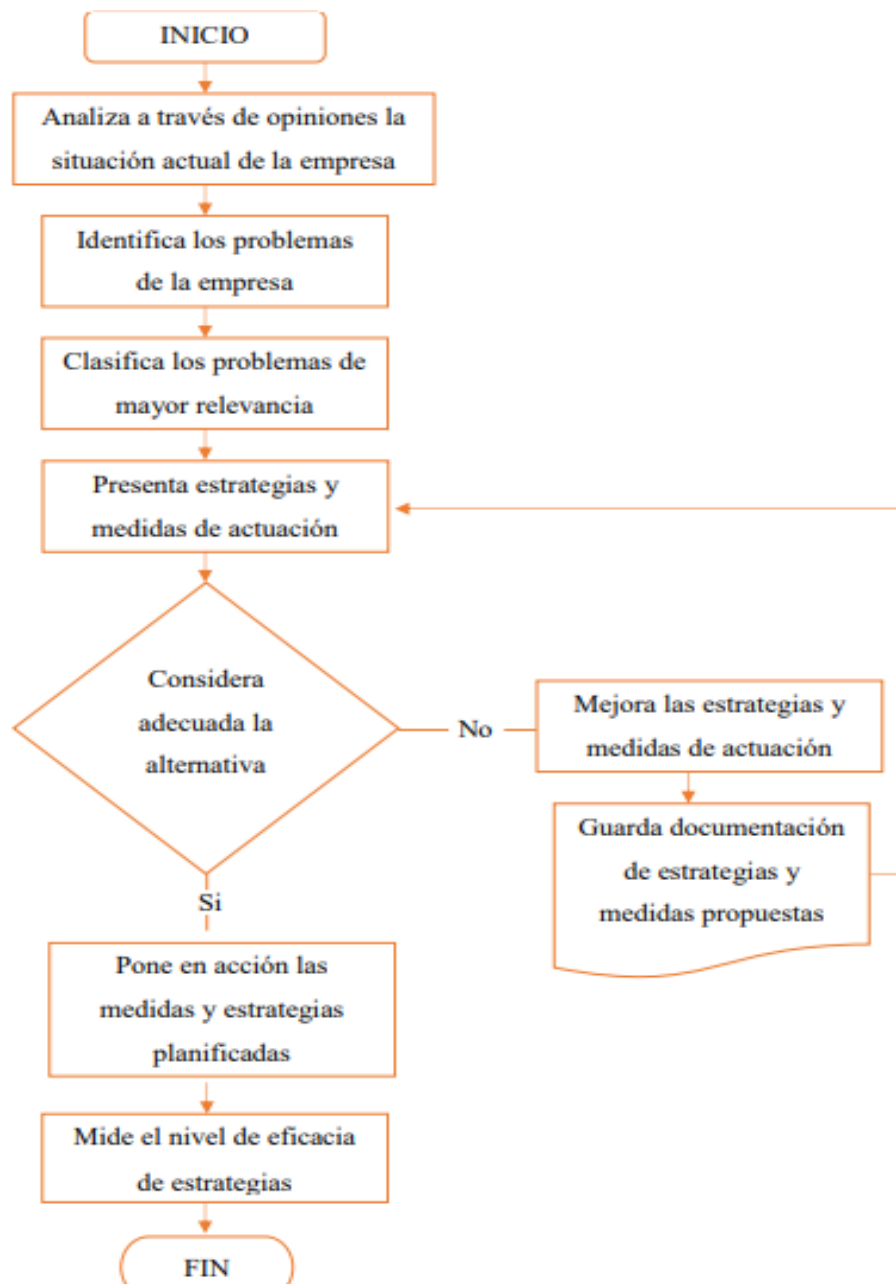 INICIO
Analiza a través de opiniones la
situación actual de la empresa
Identifica los problemas
de la empresa
Clasifica los problemas de
mayor relevancia
Presenta estrategias y
medidas de actuación
Considera
adecuada la
alternativa
No
Mejora las estrategias y
medidas de actuación
Guarda documentación
de estrategias y
medidas propuestas
Si
Pone en acción las
medidas y estrategias
planificadas
Mide el nivel de eficacia
de estrategias
FIN